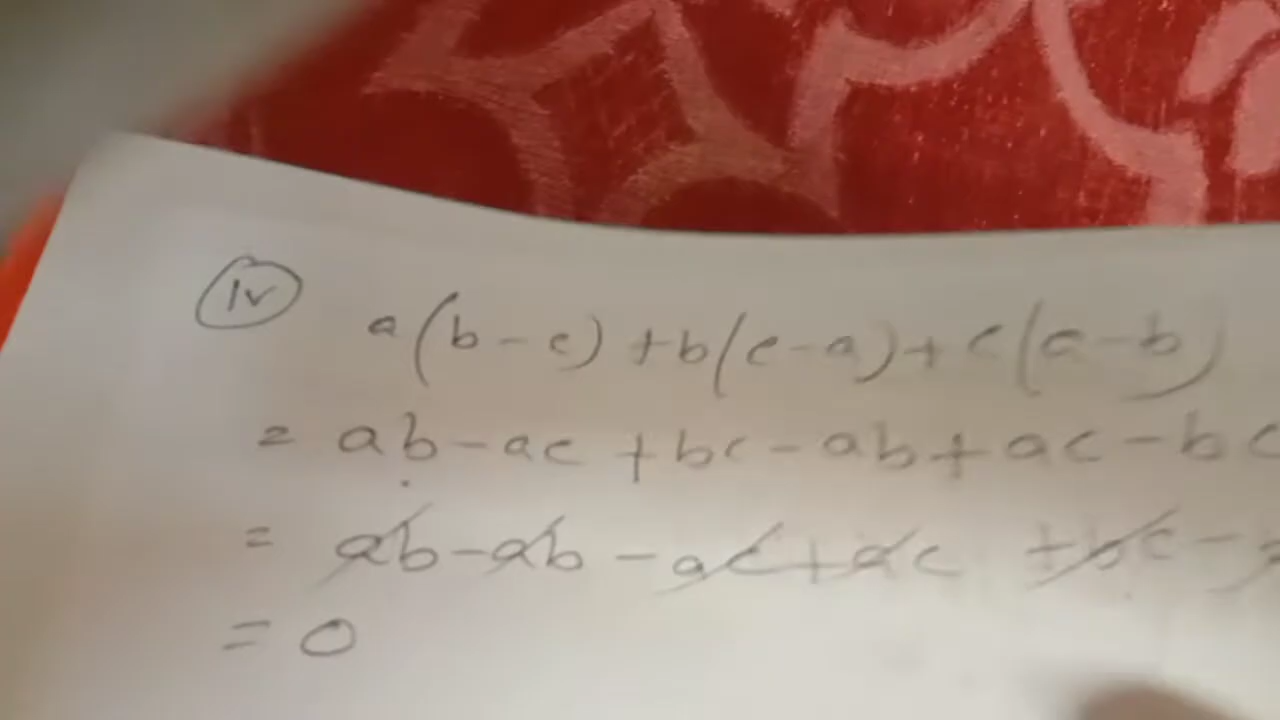 iv a(b-c)+b(c-a)+c(a-b)
= ab-ac+bc-ab+ac-bc
= ab-ab-ac+ac+bc-
= 0